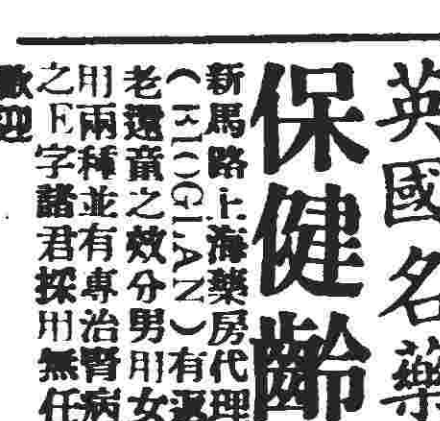 英國名藥
保健齡
新馬路上海藥房代理
(BIOGLAN)有返
老還童之效分男用女
用兩種並有專治腎病
之E字諸君採用無任
歡迎